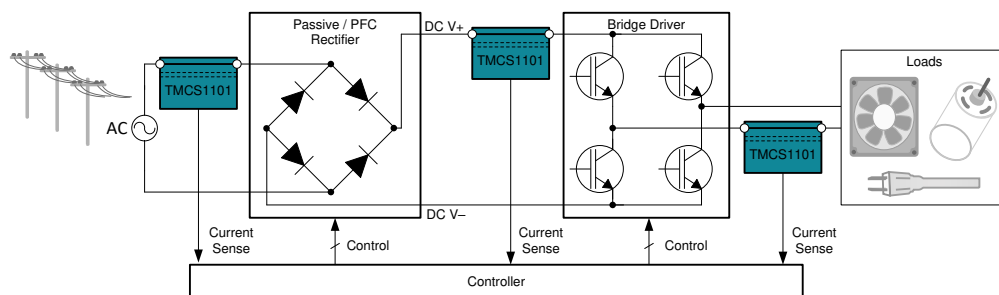 Passive / PFC
Rectifier
DC V+
Bridge Driver
TMCS1101
TMCS1101
Loads
AC
TMCS1101
DC V–
Current
Sense
Control
Current
Sense
Control
Current
Sense
Controller